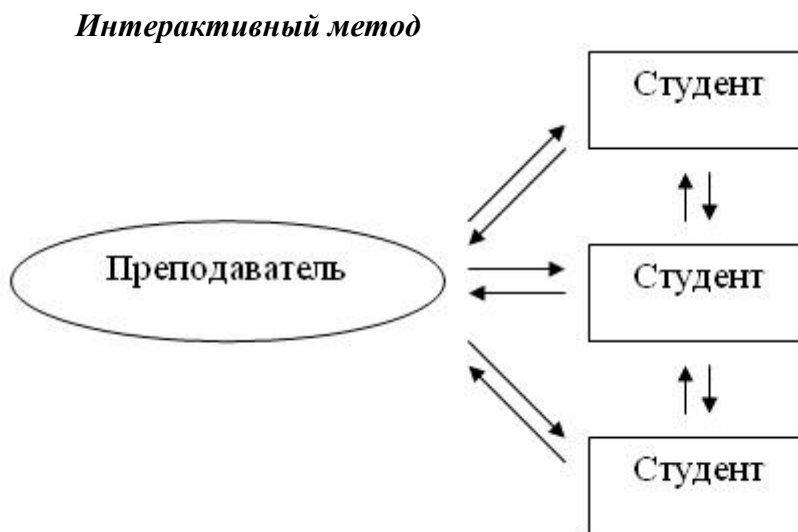 Интерактивный метод
Студент
Преподаватель
Студент
Студент